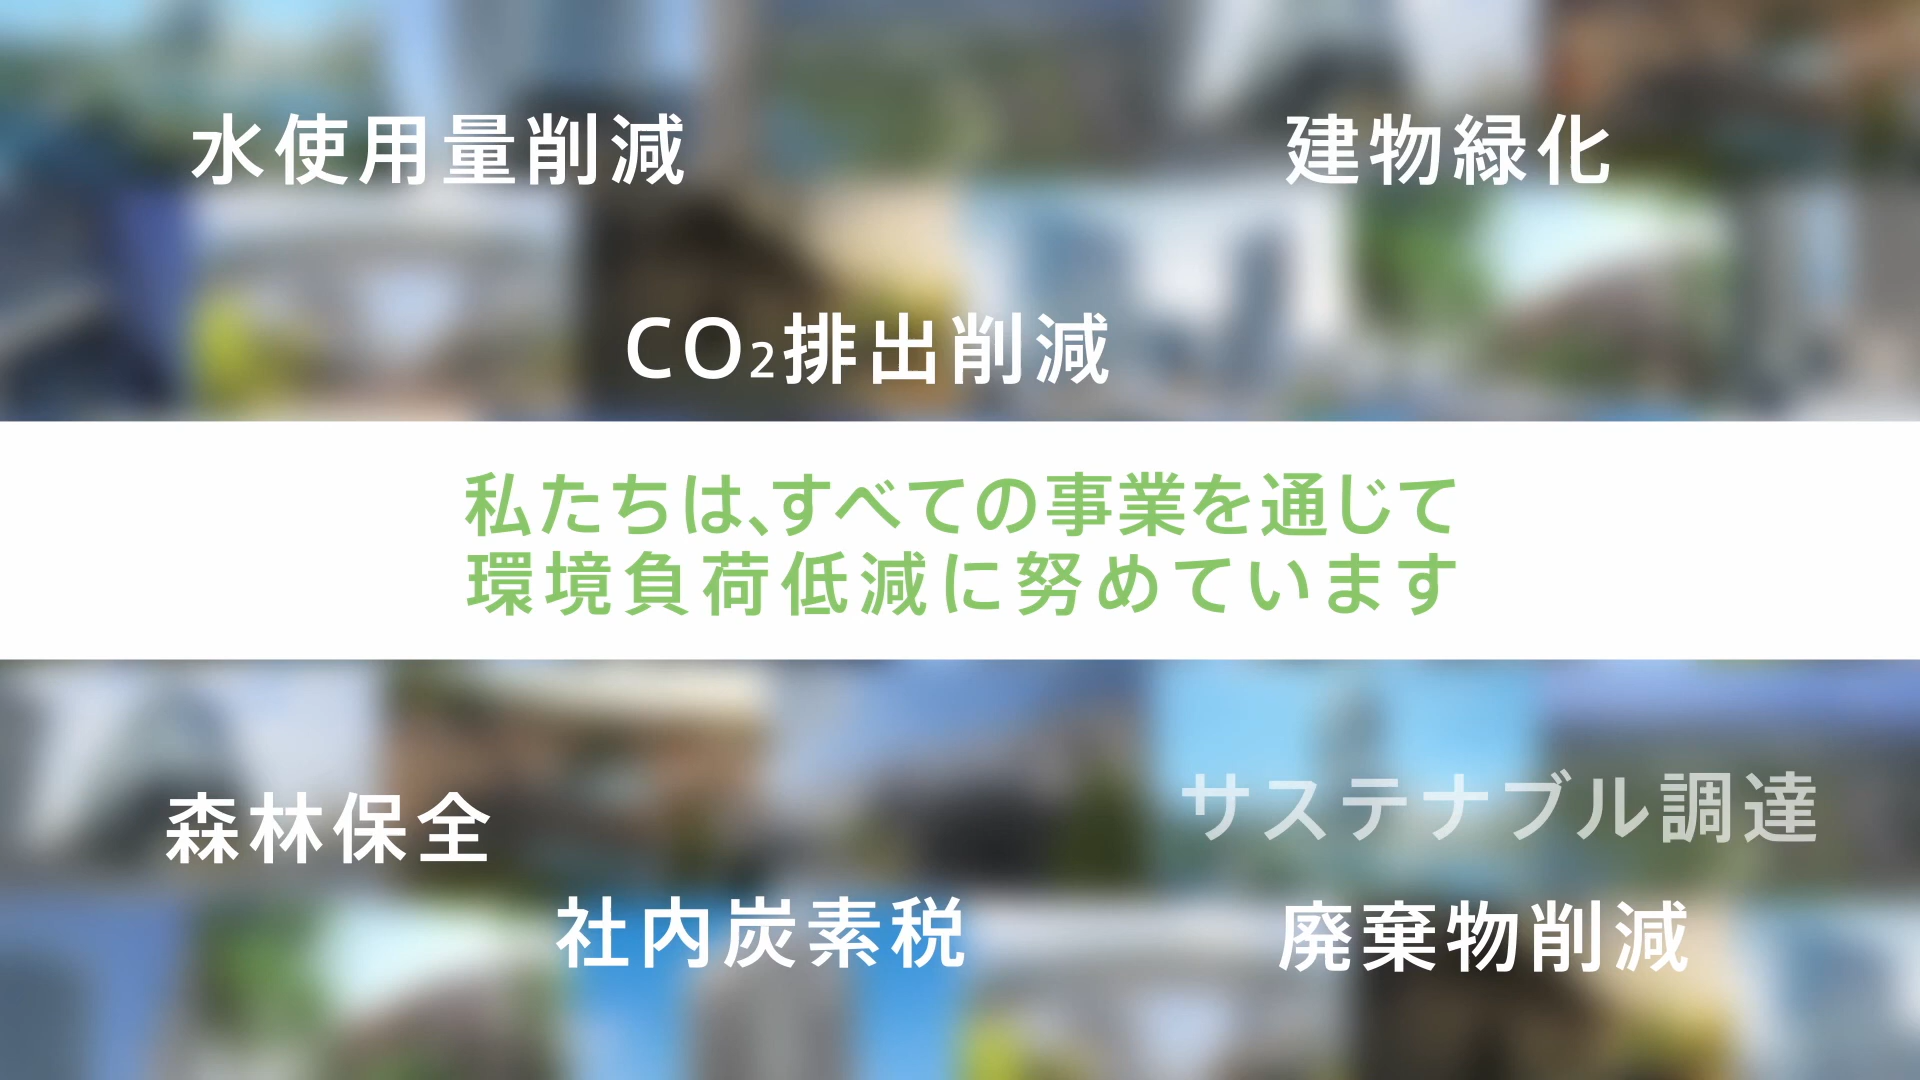 水使用量削減
建物緑化
CO₂排出削減
私たちは、すべての事業を通じて
環境負荷低減に努めています
サステナブル調達
森林保全
社内炭素税
廃棄物削減